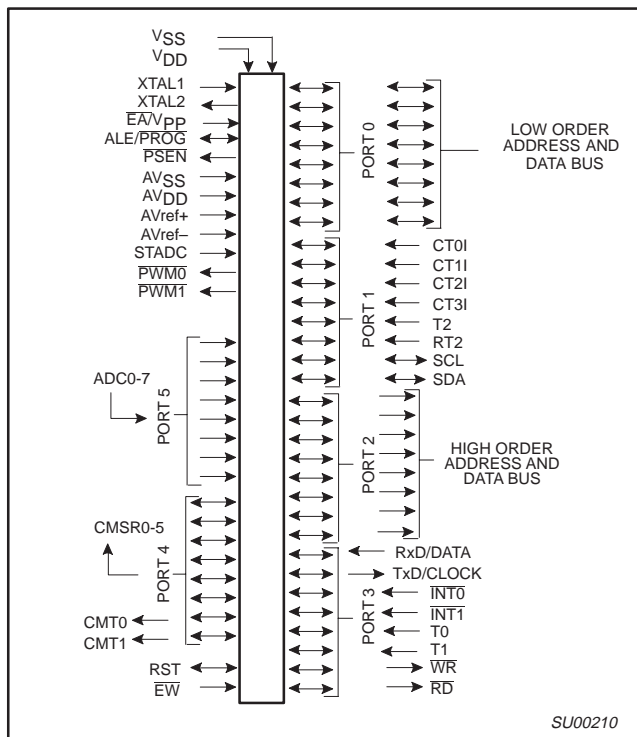 VSS
VDD
XTAL1
XTAL2
EA/VPP
ALE/PROG
PSEN
AVSS
AVDD
AVref+
AVref–
STADC
PWM0
PWM1
ADC0-7
PORT 5
CMSR0-5
PORT 4
CMT0
CMT1
RST
EW
PORT 0
LOW ORDER
ADDRESS AND
DATA BUS
PORT 1
CT0I
CT1I
CT2I
CT3I
T2
RT2
SCL
SDA
PORT 2
HIGH ORDER
ADDRESS AND
DATA BUS
PORT 3
RxD/DATA
TxD/CLOCK
INT0
INT1
T0
T1
WR
RD
SU00210